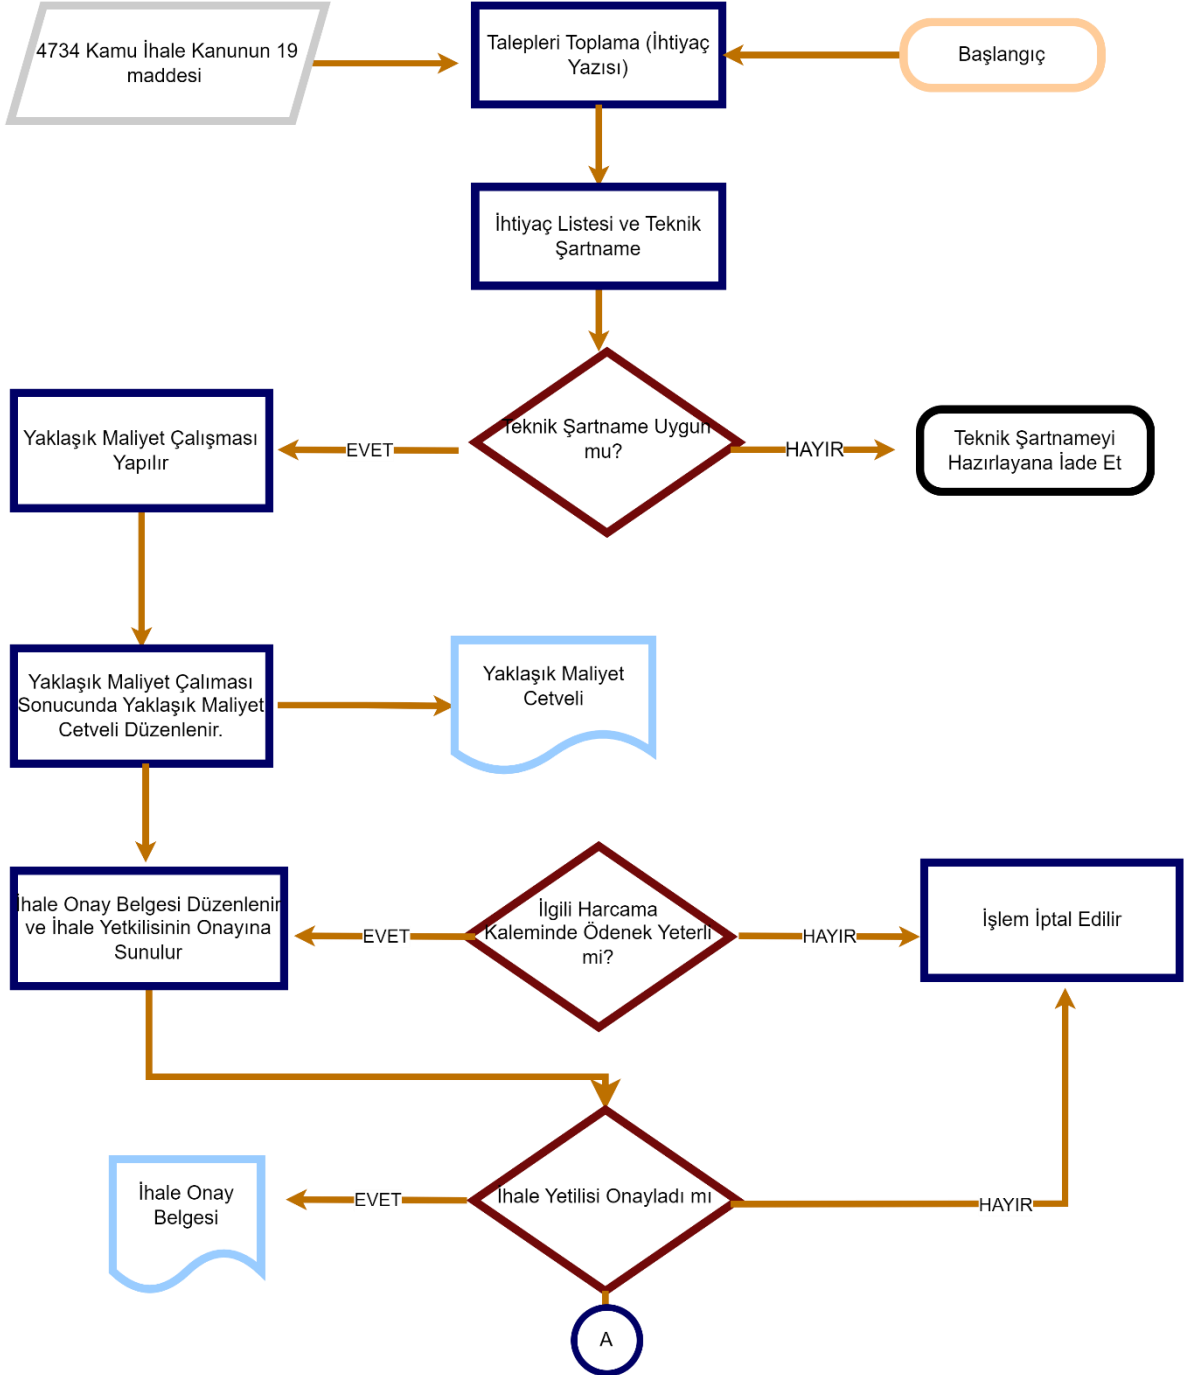 4734 Kamu İhale Kanunun 19
maddesi
Talepleri Toplama (İhtiyaç
Yazısı)
Başlangıç
İhtiyaç Listesi ve Teknik
Şartname
Yaklaşık Maliyet Çalışması
Yapılır
EVET
Teknik Şartname Uygun
mu?
HAYIR
Teknik Şartnameyi
Hazırlayana İade Et
Yaklaşık Maliyet Çalıması
Sonucunda Yaklaşık Maliyet
Cetveli Düzenlenir.
Yaklaşık Maliyet
Cetveli
İhale Onay Belgesi Düzenlenir
ve İhale Yetkilisinin Onayına
Sunulur
EVET
İlgili Harcama
Kaleminde Ödenek Yeterli
mi?
HAYIR
İşlem İptal Edilir
İhale Onay
Belgesi
EVET
İhale Yetilisi Onayladı mı
HAYIR
A